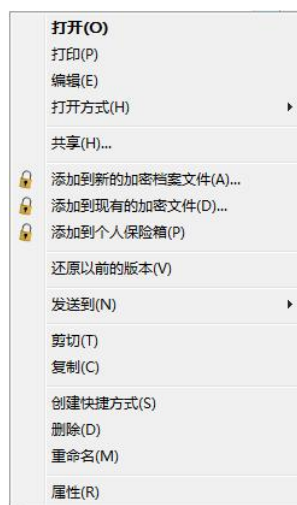 打开(O)
打印(P)
编辑(E)
打开方式(H)
共享(H)...
添加到新的加密档案文件(A)...
添加到现有的加密文件(D)...
添加到个人保险箱(P)
还原以前的版本(V)
发送到(N)
剪切(T)
复制(C)
创建快捷方式(S)
删除(D)
重命名(M)
属性(R)